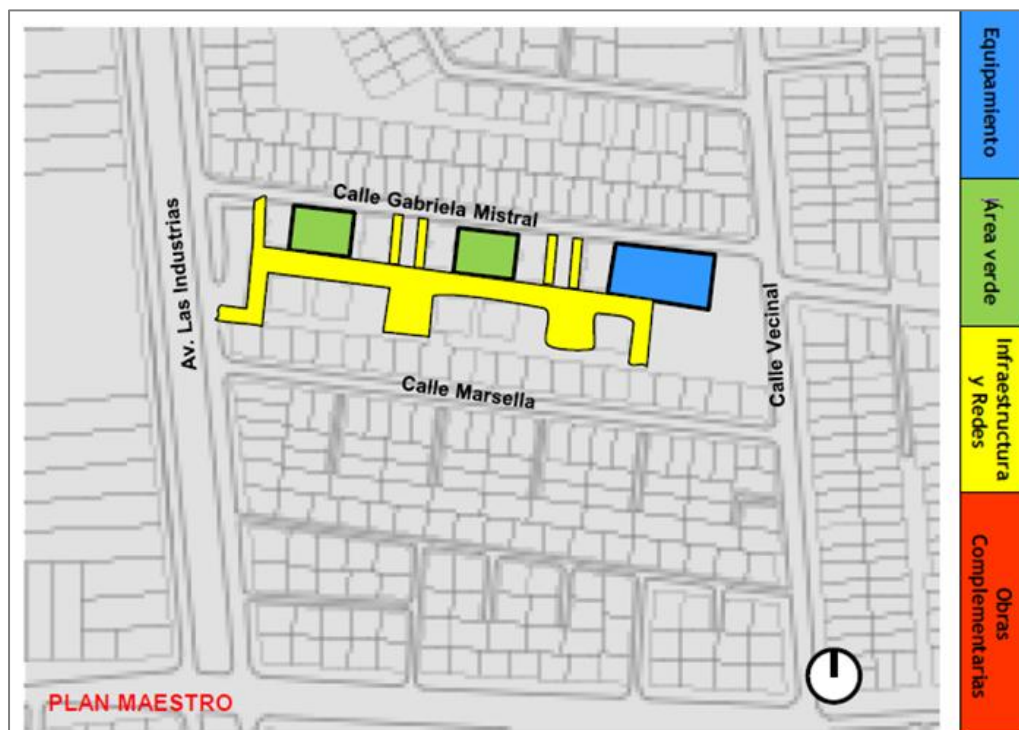 Calle Gabriela Mistral
Av. Las Industrias
Calle Vecinal
Calle Marsella
PLAN MAESTRO
Equipamiento
Área verde
Infraestructura
y Redes
Obras
Complementarias